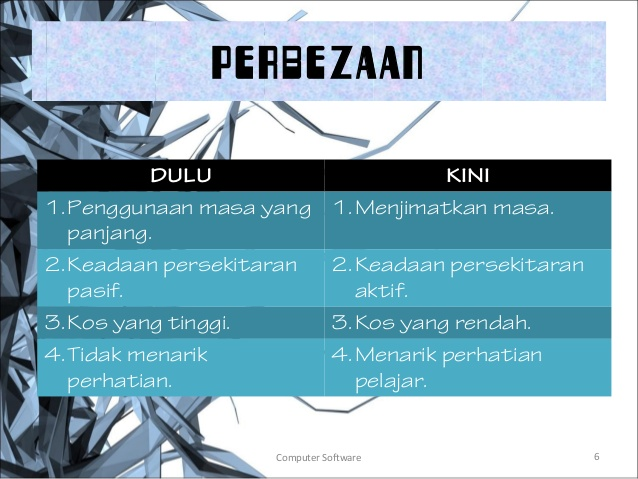 PERBEZAAN
DULU KINI
1.Penggunaan masa yang 1.Menjimatkan masa.
panjang.
2.Keadaan persekitaran 2.Keadaan persekitaran
pasif. aktif.
3.Kos yang tinggi. 3.Kos yang rendah.
4.Tidak menarik 4.Menarik perhatian
perhatian. pelajar.
Computer Software 6